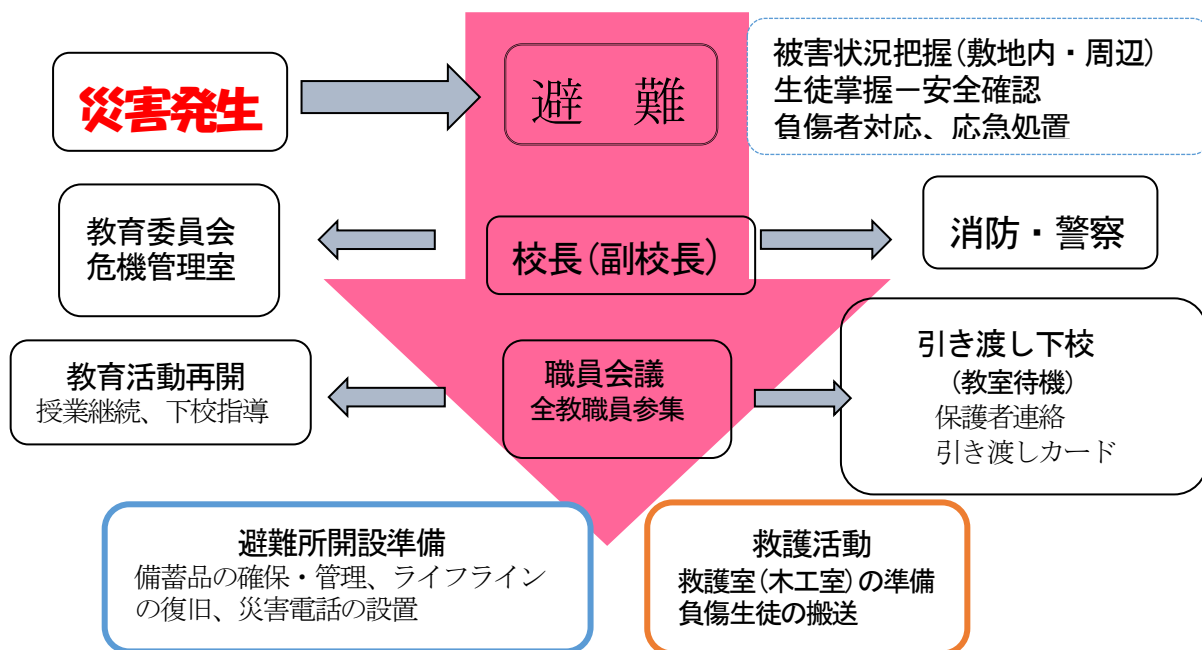 災害発生
避　難
被害状況把握(敷地内・周辺)
生徒掌握－安全確認
負傷者対応、応急処置
教育委員会
危機管理室
校長(副校長)
消防・警察
教育活動再開
授業継続、下校指導
職員会議
全教職員参集
引き渡し下校
(教室待機)
保護者連絡
引き渡しカード
避難所開設準備
備蓄品の確保・管理、ライフライン
の復旧、災害電話の設置
救護活動
救護室(木工室)の準備
負傷生徒の搬送